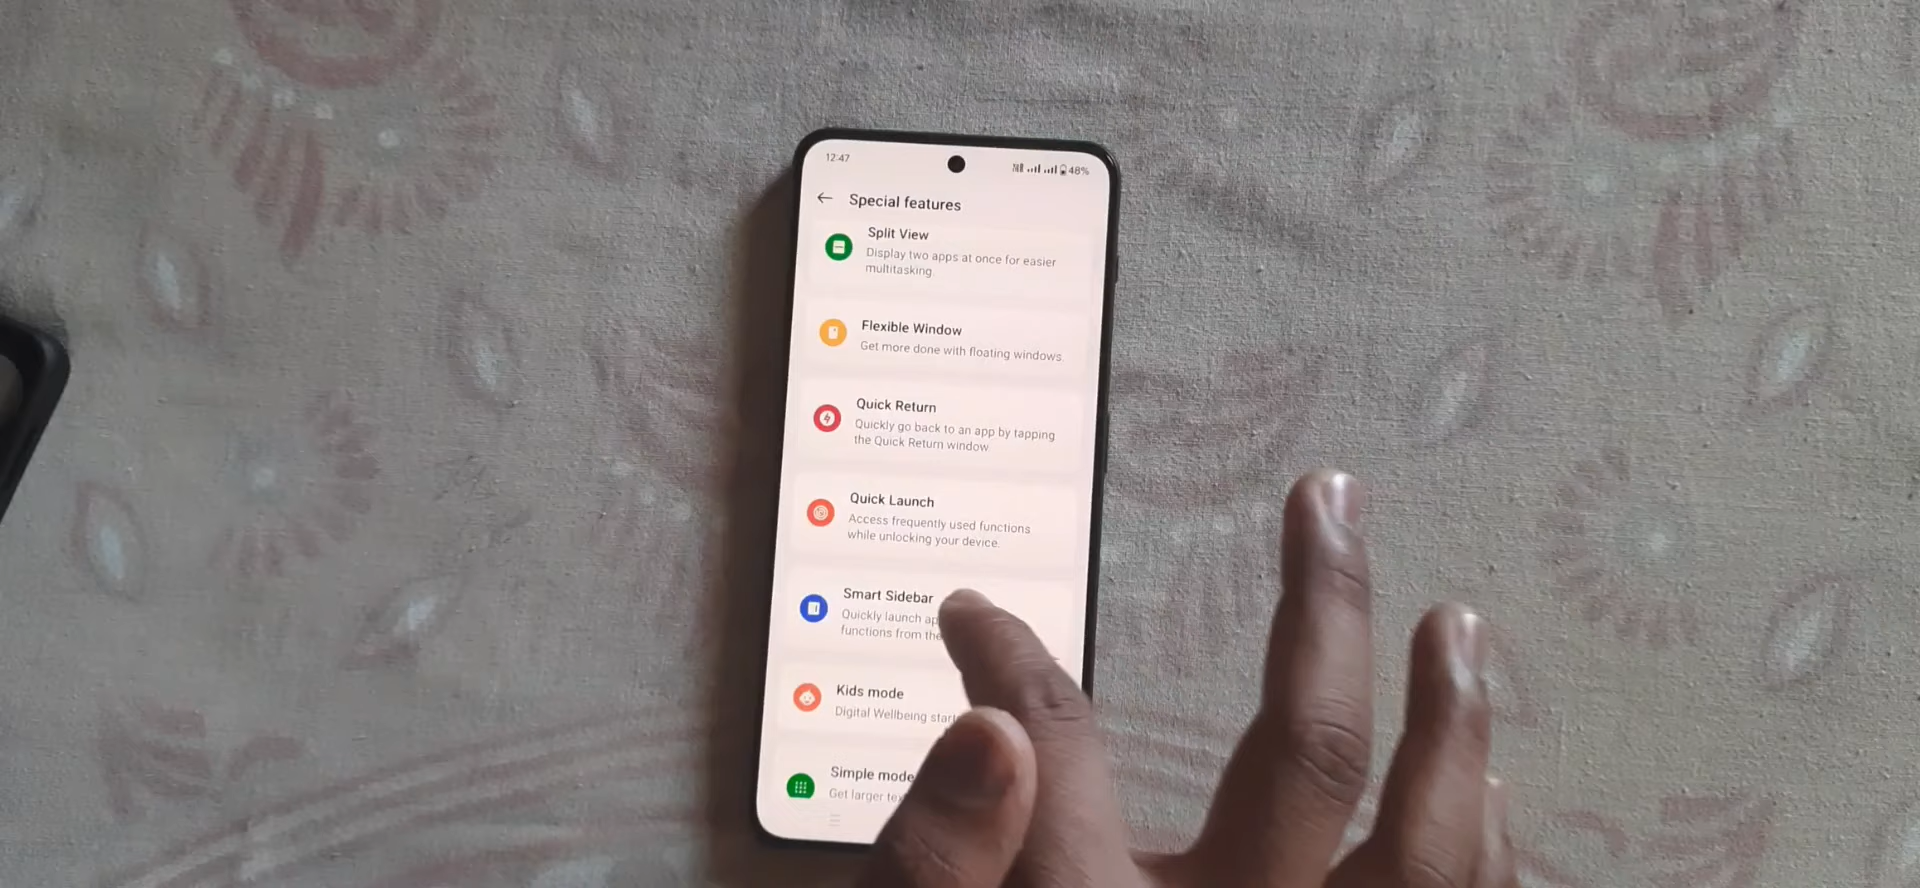 12:47
48%
Special features
Split View
Display two apps at once for easier
multitasking.
Flexible Window
Get more done with floating windows.
Quick Return
Quickly go back to an app by tapping
the Quick Return window.
Quick Launch
Access frequently used functions
while unlocking your device.
Smart Sidebar
Quickly launch
functions from the
Kids mode
Digital Wellbeing
Simple mode
Get larger